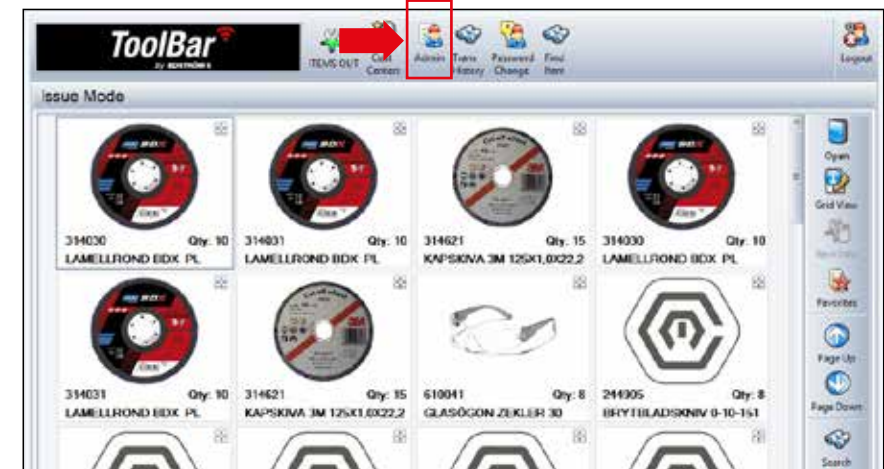 ToolBar
ITEMS OUT
Cost Centers
Admin
Trans History
Password Change
Find Item
Logout
Issue Mode
314030 Qty: 10
LAMELLROND BDX PL
314031 Qty: 10
LAMELLROND BDX PL
314621 Qty: 15
KAPSKIVA 3M 125X1,0X22,2
314030 Qty: 10
LAMELLROND BDX PL
314031 Qty: 10
LAMELLROND BDX PL
314621 Qty: 15
KAPSKIVA 3M 125X1,0X22,2
610041 Qty: 8
GLASÖGON ZEKLER 30
244905 Qty: 8
BRYTBLADSKNIV 0-10-151
Open
Grid View
Favorites
Page Up
Page Down
Search